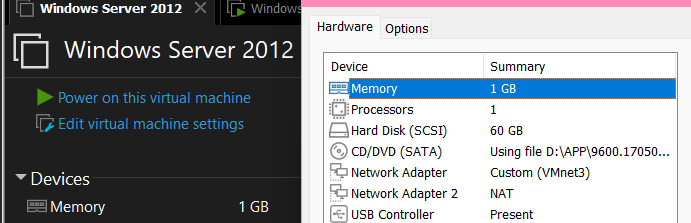 Windows Server 2012
Windows
Windows Server 2012
Power on this virtual machine
Edit virtual machine settings
Devices
Memory 1 GB
Hardware Options
Device Summary
Memory 1 GB
Processors 1
Hard Disk (SCSI) 60 GB
CD/DVD (SATA) Using file D:\APP\9600.17050...
Network Adapter Custom (VMnet3)
Network Adapter 2 NAT
USB Controller Present